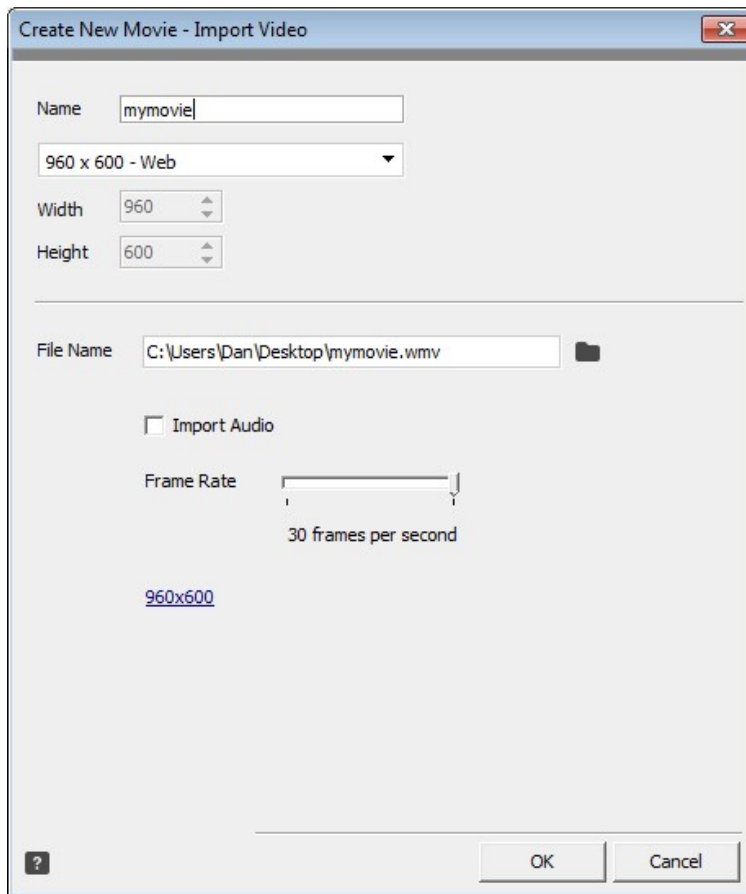 Create New Movie - Import Video
Name mymovie
960 x 600 - Web
Width 960
Height 600
File Name C:\Users\Dan\Desktop\mymovie.wmv
Import Audio
Frame Rate
30 frames per second
960x600
? OK Cancel